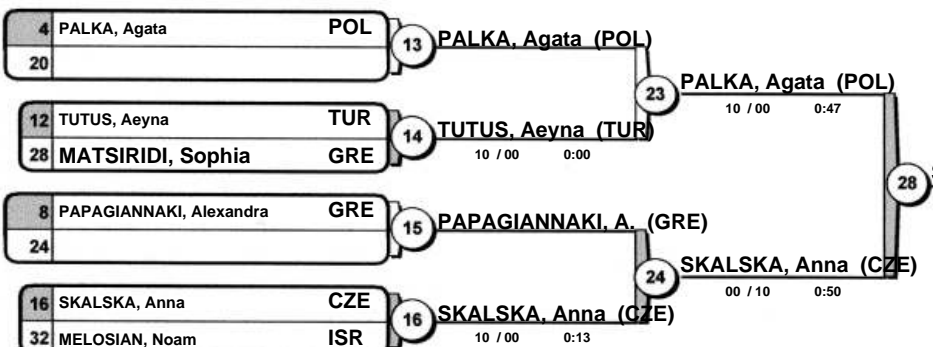 4 PALKA, Agata POL
20
13
PALKA, Agata (POL)
12 TUTUS, Aeyna TUR
28 MATSIRIDI, Sophia GRE
14
TUTUS, Aeyna (TUR)
10 / 00 0:00
23
PALKA, Agata (POL)
10 / 00 0:47
8 PAPAGIANNAKI, Alexandra GRE
24
15
PAPAGIANNAKI, A. (GRE)
16 SKALSKA, Anna CZE
32 MELOSIAN, Noam ISR
16
SKALSKA, Anna (CZE)
10 / 00 0:13
24
SKALSKA, Anna (CZE)
00 / 10 0:50
28